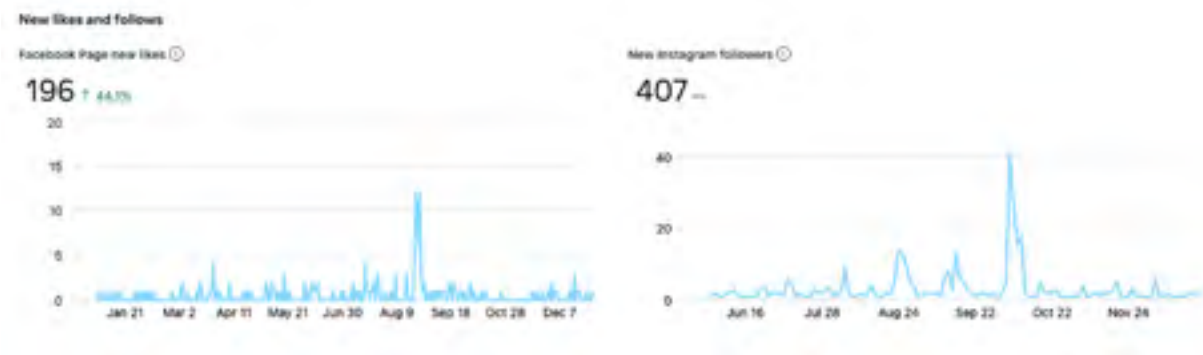 New likes and follows
Facebook Page new likes
196 ↑ 44.1%
20
15
10
5
0
Jan 21 Mar 2 Apr 11 May 21 Jun 30 Aug 9 Sep 18 Oct 28 Dec 7
New Instagram followers
407 --
40
20
0
Jun 16 Jul 28 Aug 24 Sep 22 Oct 22 Nov 24